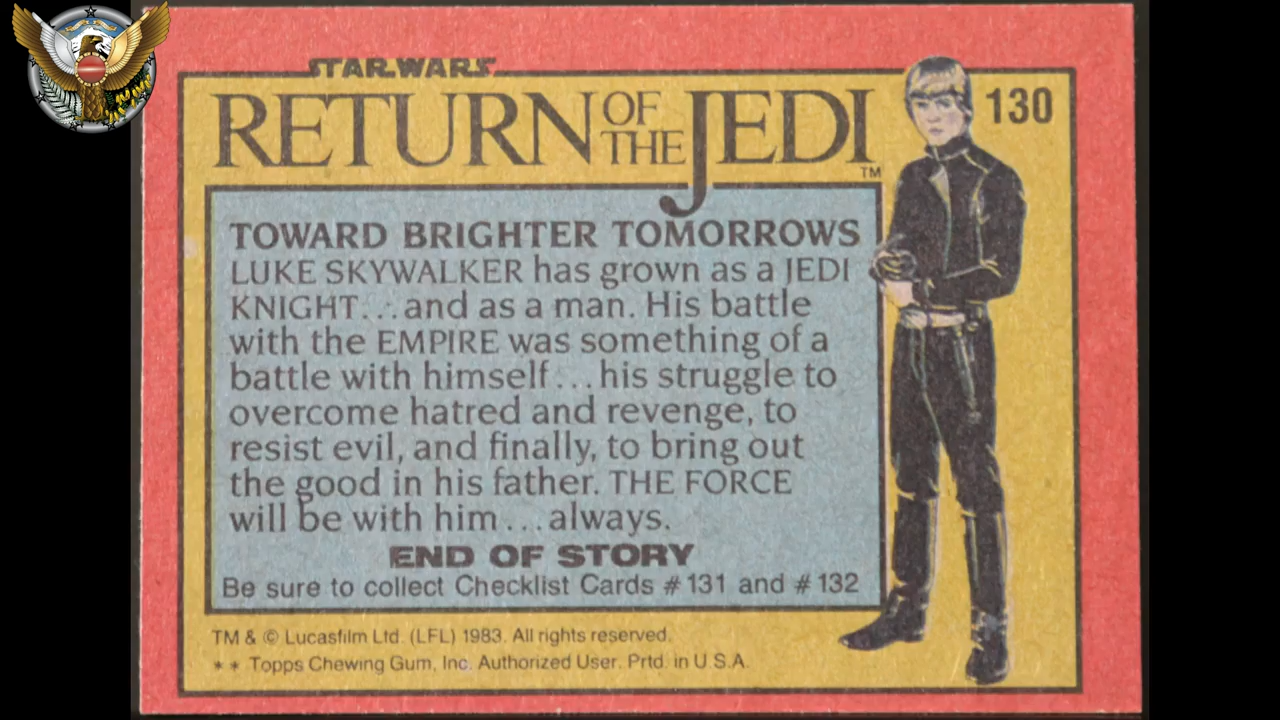 STAR WARS
RETURN OF THE JEDI
TM
130
TOWARD BRIGHTER TOMORROWS
LUKE SKYWALKER has grown as a JEDI
KNIGHT...and as a man. His battle
with the EMPIRE was something of a
battle with himself...his struggle to
overcome hatred and revenge, to
resist evil, and finally, to bring out
the good in his father. THE FORCE
will be with him...always.
END OF STORY
Be sure to collect Checklist Cards #131 and #132
TM & © Lucasfilm Ltd. (LFL) 1983. All rights reserved.
** Topps Chewing Gum, Inc. Authorized User. Prtd. in U.S.A.